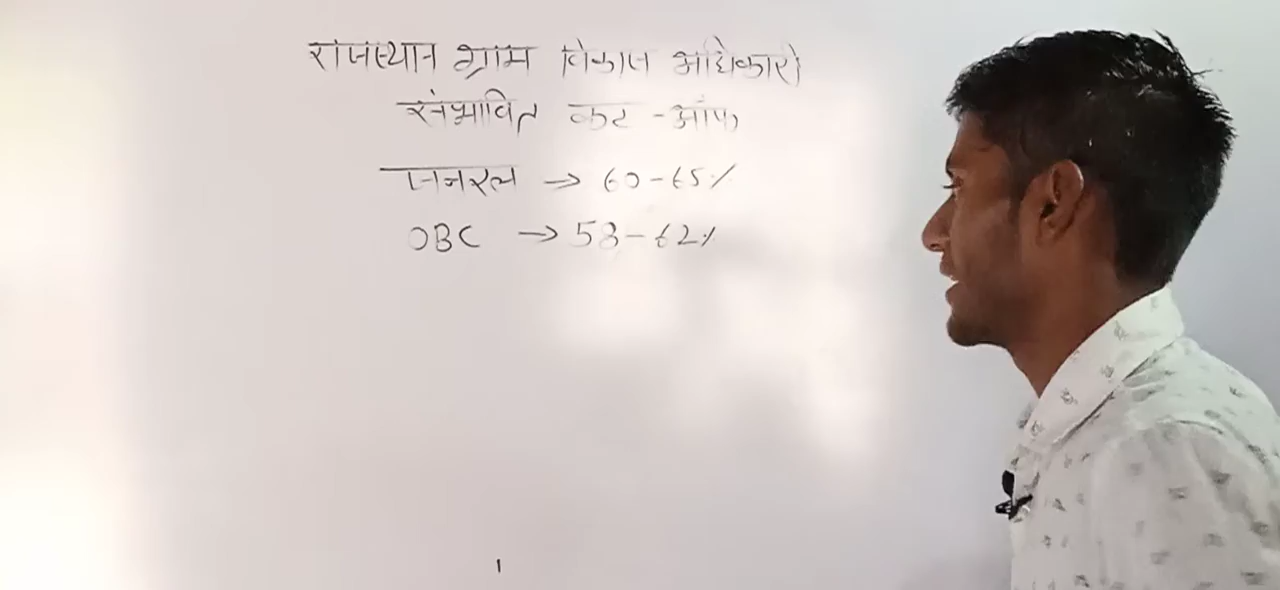 राजस्थान ग्राम विकास अधिकारी
संभावित कट-ऑफ
जनरल → 60-65%
OBC → 58-62%